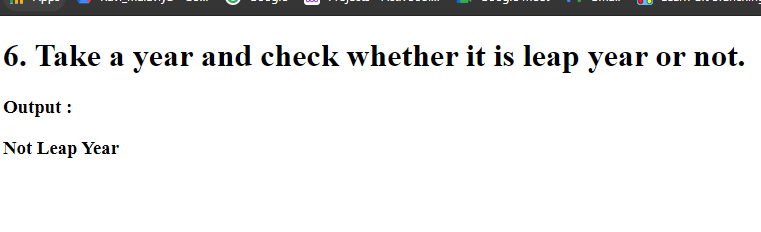 6. Take a year and check whether it is leap year or not.
Output :
Not Leap Year